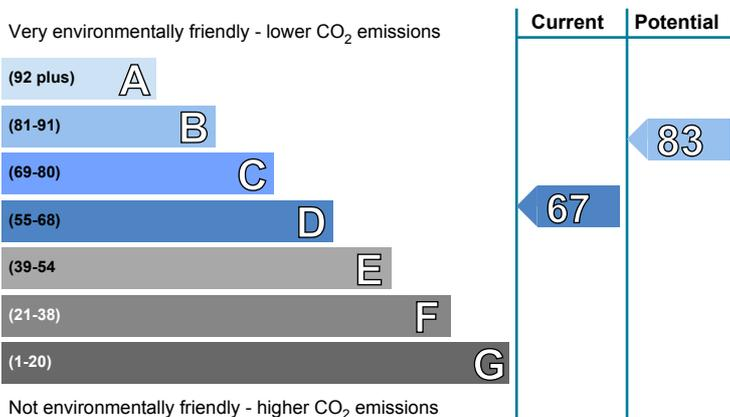 Very environmentally friendly - lower CO2 emissions
Current
Potential
(92 plus) A
(81-91) B
83
(69-80) C
(55-68) D
67
(39-54 E
(21-38) F
(1-20) G
Not environmentally friendly - higher CO2 emissions